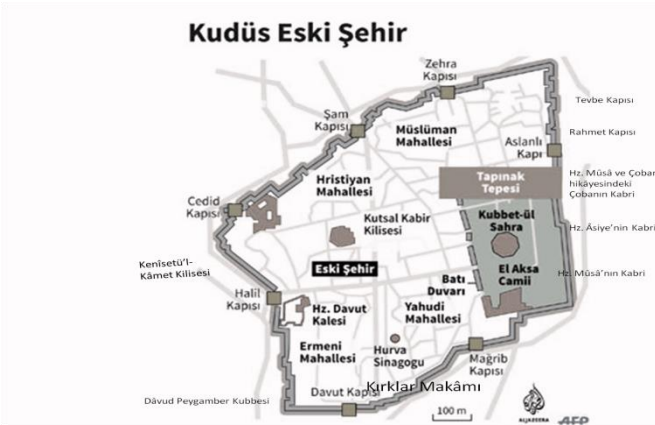 Kudüs Eski Şehir
Zehra
Kapısı
Tevbe Kapısı
Şam
Kapısı
Müslüman
Mahallesi
Rahmet Kapısı
Aslanlı
Kapı
Hristiyan
Mahallesi
Tapınak
Tepesi
Hz. Mûsâ ve Çoban
hikâyesindeki
Çobanın Kabri
Cedid
Kapısı
Kutsal Kabir
Kilisesi
Kubbet-ül
Sahra
Hz. Âsiye’nin Kabri
Kenîsetü’l-
Kâmet Kilisesi
Eski Şehir
El Aksa
Camii
Hz. Mûsâ’nın Kabri
Batı
Duvarı
Halil
Kapısı
Hz. Davut
Kalesi
Yahudi
Mahallesi
Ermeni
Mahallesi
Hurva
Sinagogu
Mağrib
Kapısı
Davut Kapısı
Kırklar Makâmı
Dâvud Peygamber Kubbesi
100 m
ALJAZEERA
AFP